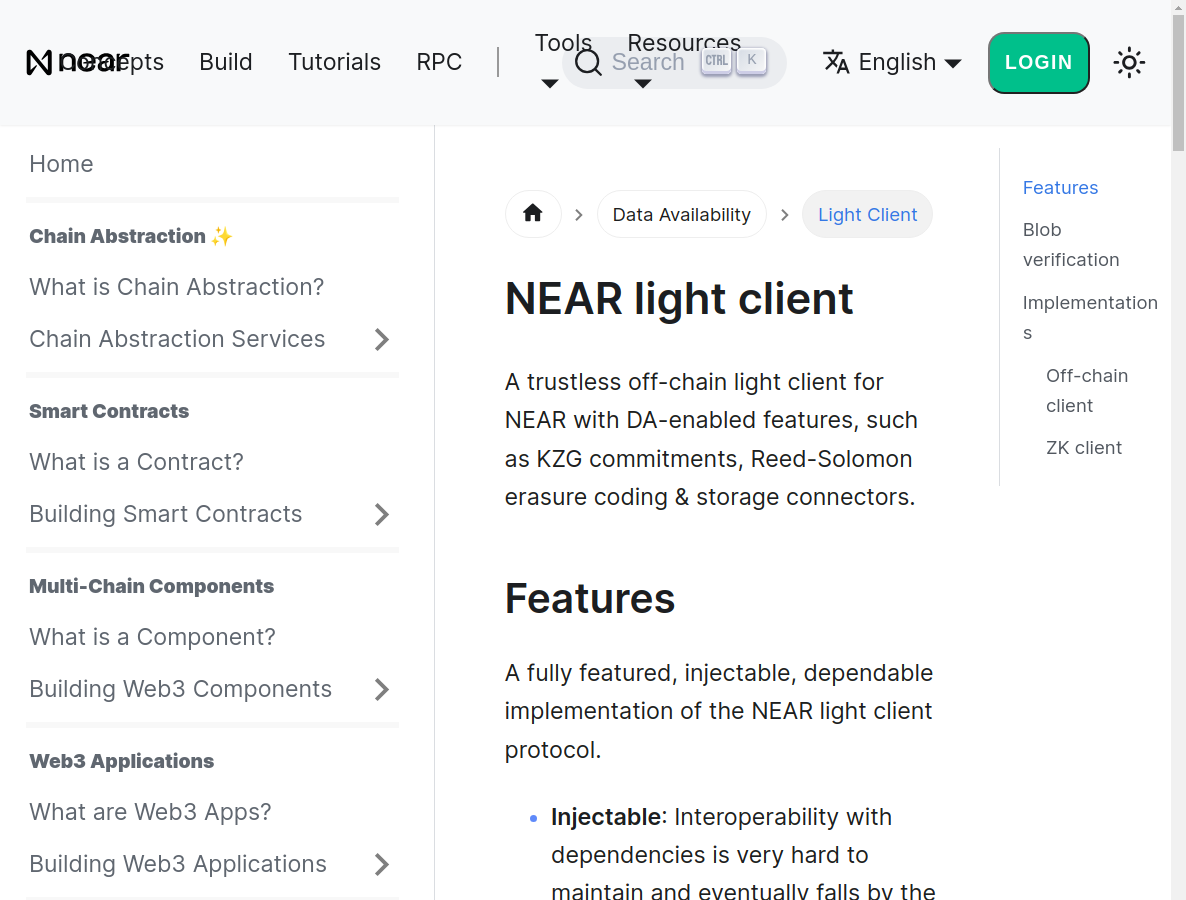 near
Concepts
Build
Tutorials
RPC
Tools
Resources
Search
CTRL
K
English
LOGIN
Home
Chain Abstraction ✨
What is Chain Abstraction?
Chain Abstraction Services
Smart Contracts
What is a Contract?
Building Smart Contracts
Multi-Chain Components
What is a Component?
Building Web3 Components
Web3 Applications
What are Web3 Apps?
Building Web3 Applications
Data Availability
Light Client
NEAR light client
A trustless off-chain light client for
NEAR with DA-enabled features, such
as KZG commitments, Reed-Solomon
erasure coding & storage connectors.
Features
A fully featured, injectable, dependable
implementation of the NEAR light client
protocol.
Injectable: Interoperability with
dependencies is very hard to
maintain and eventually falls by the
Features
Blob
verification
Implementation
s
Off-chain
client
ZK client